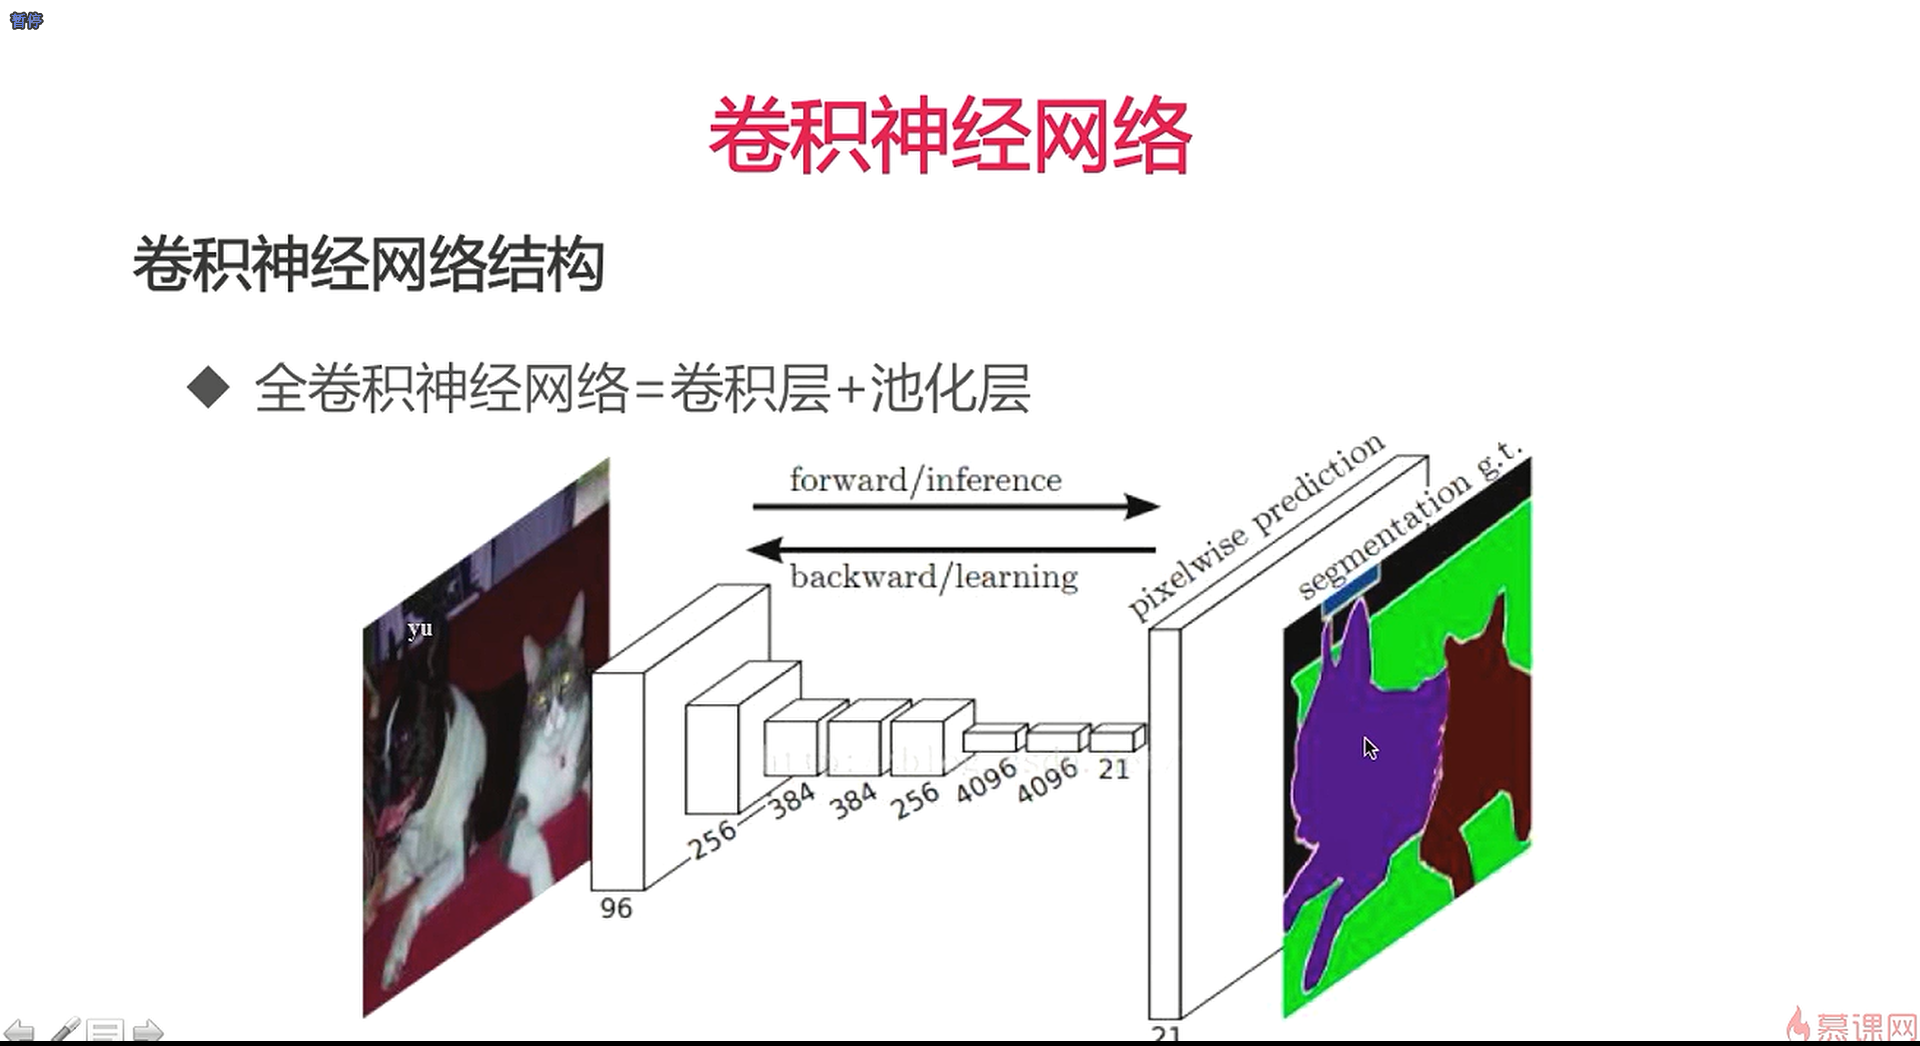 暂停
卷积神经网络
卷积神经网络结构
◆ 全卷积神经网络=卷积层+池化层
forward/inference
backward/learning
pixelwise prediction
segmentation g.t.
yu
96
256
384
384
256
4096
4096
21
21
慕课网